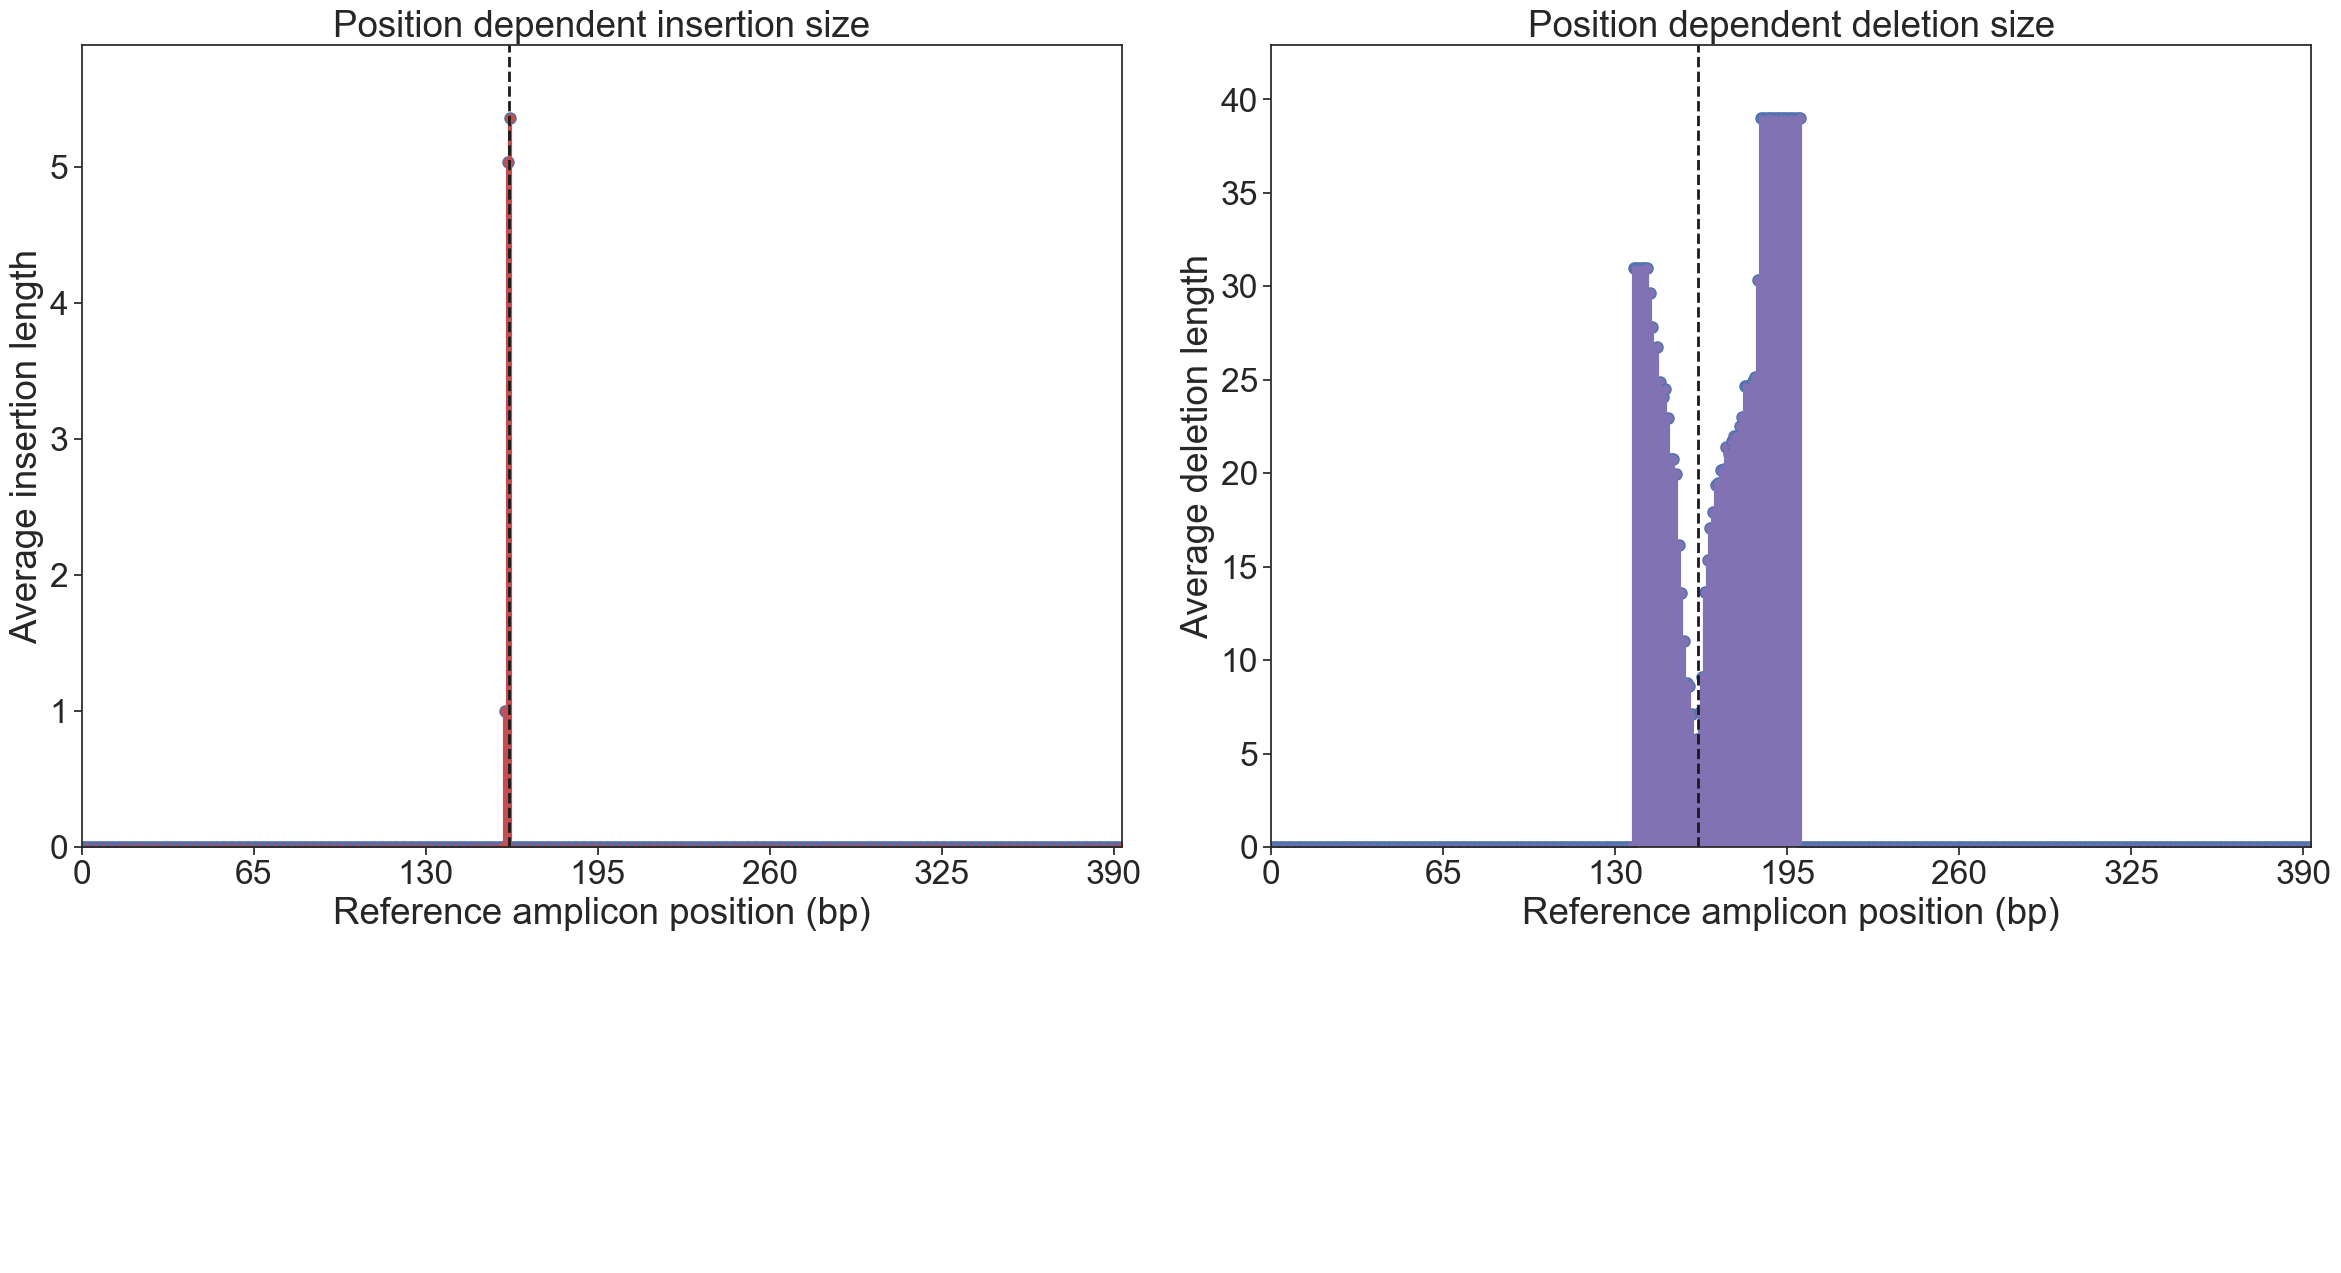 Position dependent insertion size
Average insertion length
5
4
3
2
1
0
0 65 130 195 260 325 390
Reference amplicon position (bp)
Position dependent deletion size
Average deletion length
40
35
30
25
20
15
10
5
0
0 65 130 195 260 325 390
Reference amplicon position (bp)